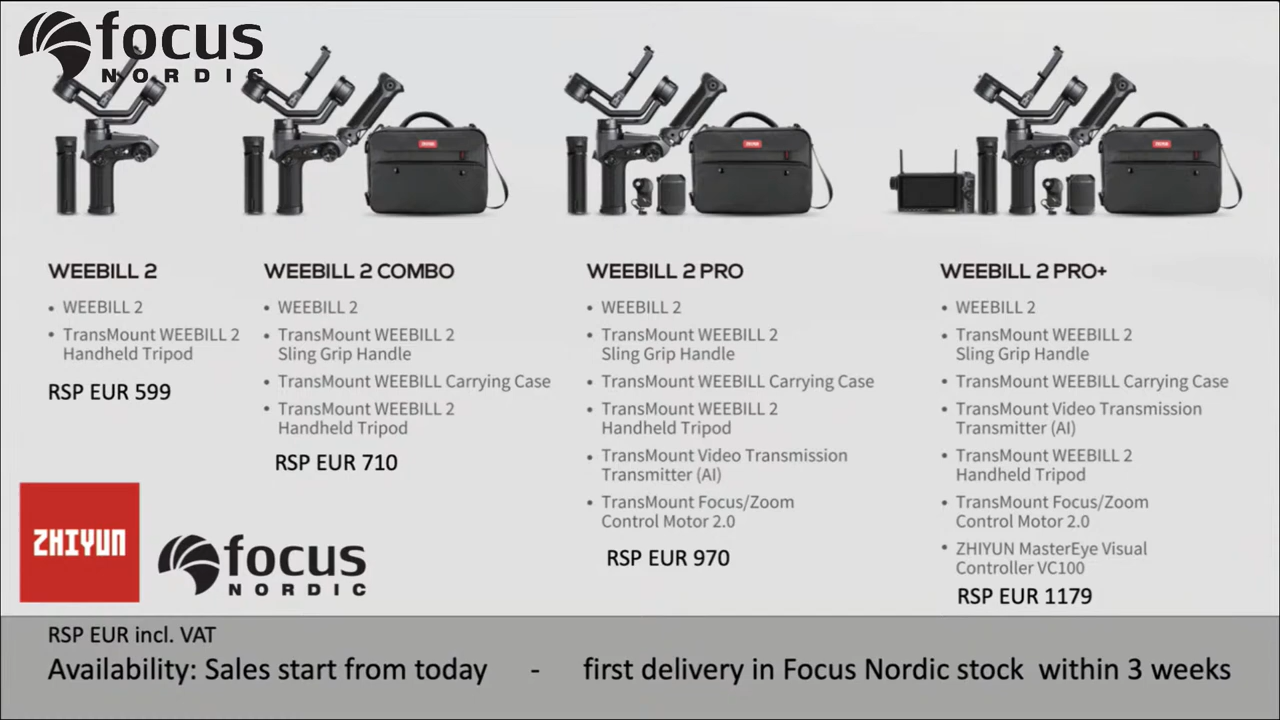 focus
NORDIC
WEEBILL 2
• WEEBILL 2
• TransMount WEEBILL 2
Handheld Tripod
RSP EUR 599
WEEBILL 2 COMBO
• WEEBILL 2
• TransMount WEEBILL 2
Sling Grip Handle
• TransMount WEEBILL Carrying Case
• TransMount WEEBILL 2
Handheld Tripod
RSP EUR 710
ZHIYUN
WEEBILL 2 PRO
• WEEBILL 2
• TransMount WEEBILL 2
Sling Grip Handle
• TransMount WEEBILL Carrying Case
• TransMount WEEBILL 2
Handheld Tripod
• TransMount Video Transmission
Transmitter (AI)
• TransMount Focus/Zoom
Control Motor 2.0
RSP EUR 970
ZHIYUN
WEEBILL 2 PRO+
• WEEBILL 2
• TransMount WEEBILL 2
Sling Grip Handle
• TransMount WEEBILL Carrying Case
• TransMount Video Transmission
Transmitter (AI)
• TransMount WEEBILL 2
Handheld Tripod
• TransMount Focus/Zoom
Control Motor 2.0
• ZHIYUN MasterEye Visual
Controller VC100
RSP EUR 1179
ZHIYUN
ZHIYUN
focus
NORDIC
RSP EUR incl. VAT
Availability: Sales start from today - first delivery in Focus Nordic stock within 3 weeks